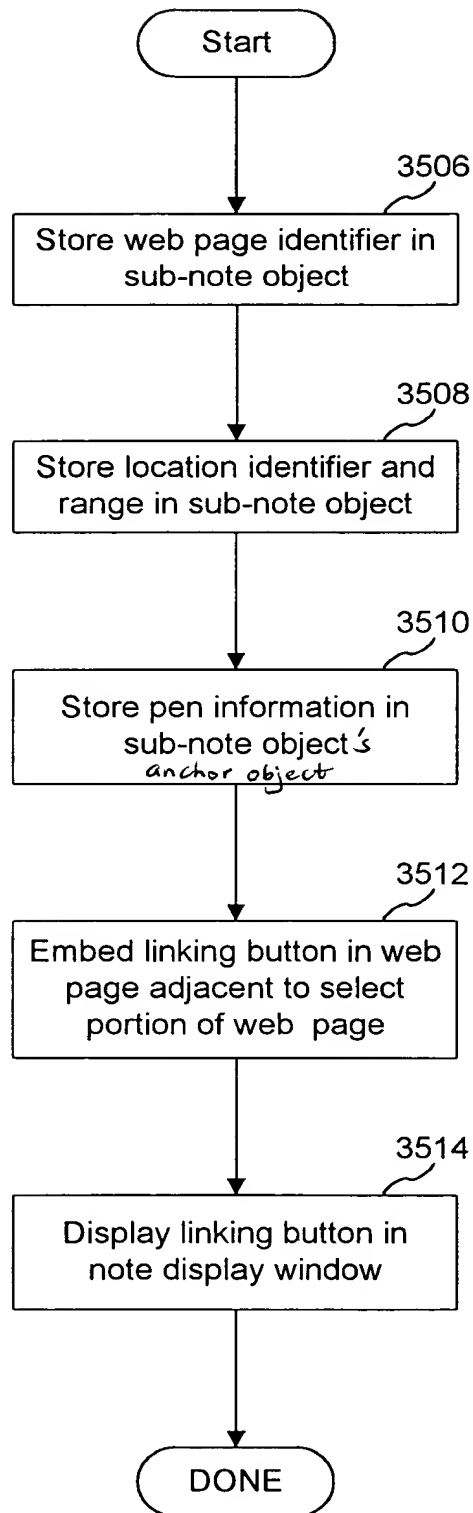 Start
3506
Store web page identifier in
sub-note object
3508
Store location identifier and
range in sub-note object
3510
Store pen information in
sub-note object's
anchor object
3512
Embed linking button in web
page adjacent to select
portion of web page
3514
Display linking button in
note display window
DONE